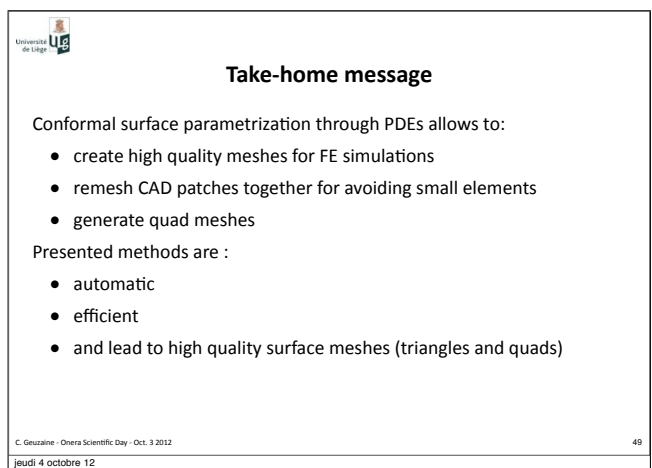 Université
de Liège
ULg
Take-home message
Conformal surface parametrization through PDEs allows to:
● create high quality meshes for FE simulations
● remesh CAD patches together for avoiding small elements
● generate quad meshes
Presented methods are :
● automatic
● efficient
● and lead to high quality surface meshes (triangles and quads)
C. Geuzaine - Onera Scientific Day - Oct. 3 2012
49
jeudi 4 octobre 12